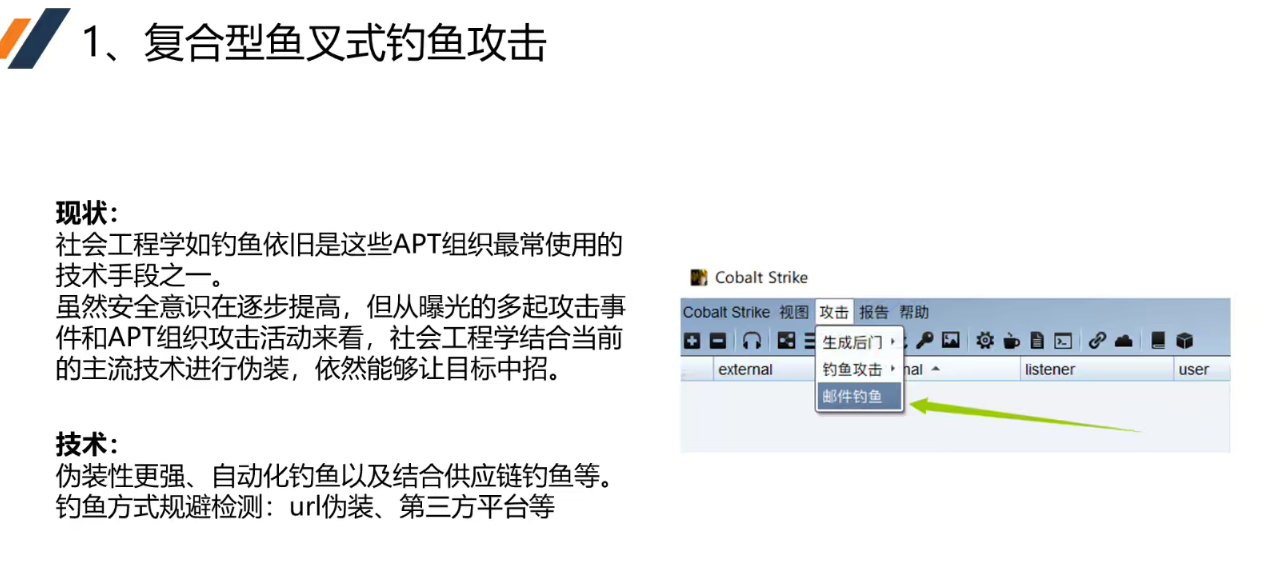 1、复合型鱼叉式钓鱼攻击
现状：
社会工程学如钓鱼依旧是这些APT组织最常使用的
技术手段之一。
虽然安全意识在逐步提高，但从曝光的多起攻击事
件和APT组织攻击活动来看，社会工程学结合当前
的主流技术进行伪装，依然能够让目标中招。
技术：
伪装性更强、自动化钓鱼以及结合供应链钓鱼等。
钓鱼方式规避检测：url伪装、第三方平台等
Cobalt Strike
Cobalt Strike 视图 攻击 报告 帮助
生成后门
钓鱼攻击
邮件钓鱼
external nal listener user